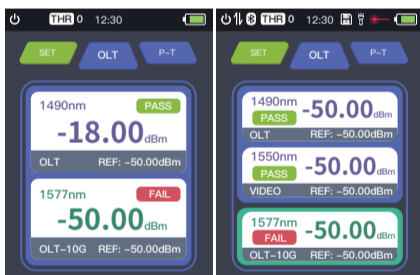 THR 0 12:30
SET OLT P-T
1490nm PASS
-18.00dBm
OLT REF: -50.00dBm
1577nm FAIL
-50.00dBm
OLT-10G REF: -50.00dBm
THR 0 12:30
SET OLT P-T
1490nm
PASS
-50.00dBm
OLT REF: -50.00dBm
1550nm
PASS
-50.00dBm
VIDEO REF: -50.00dBm
1577nm
FAIL
-50.00dBm
OLT-10G REF: -50.00dBm